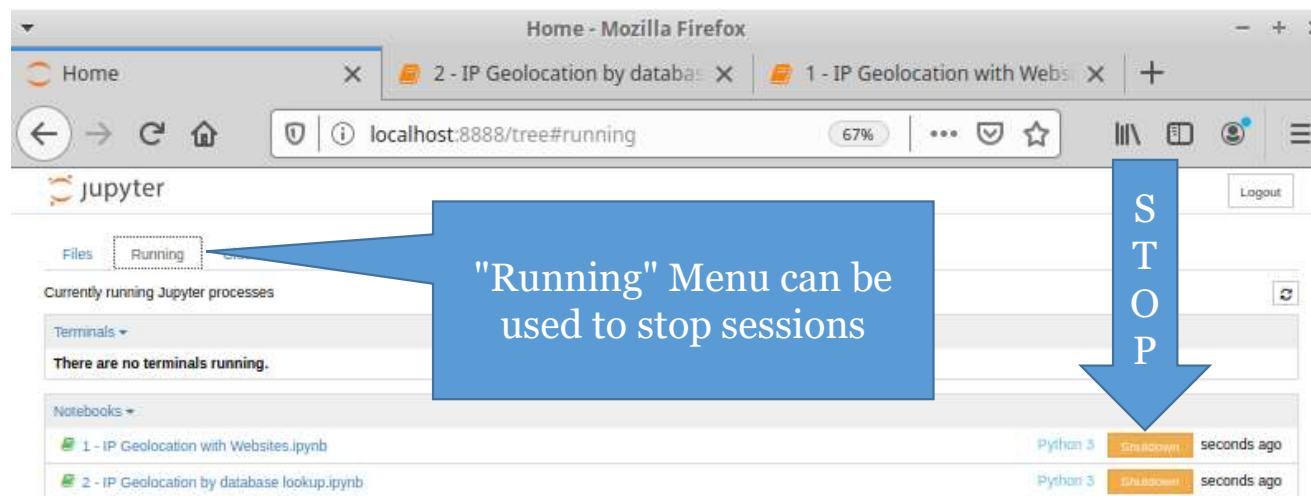 Home - Mozilla Firefox
Home
2 - IP Geolocation by databas
1 - IP Geolocation with Webs
localhost:8888/tree#running
67%
jupyter
Logout
Files
Running
"Running" Menu can be
used to stop sessions
S
T
O
P
Currently running Jupyter processes
Terminals
There are no terminals running.
Notebooks
1 - IP Geolocation with Websites.ipynb
Python 3
Shutdown
seconds ago
2 - IP Geolocation by database lookup.ipynb
Python 3
Shutdown
seconds ago